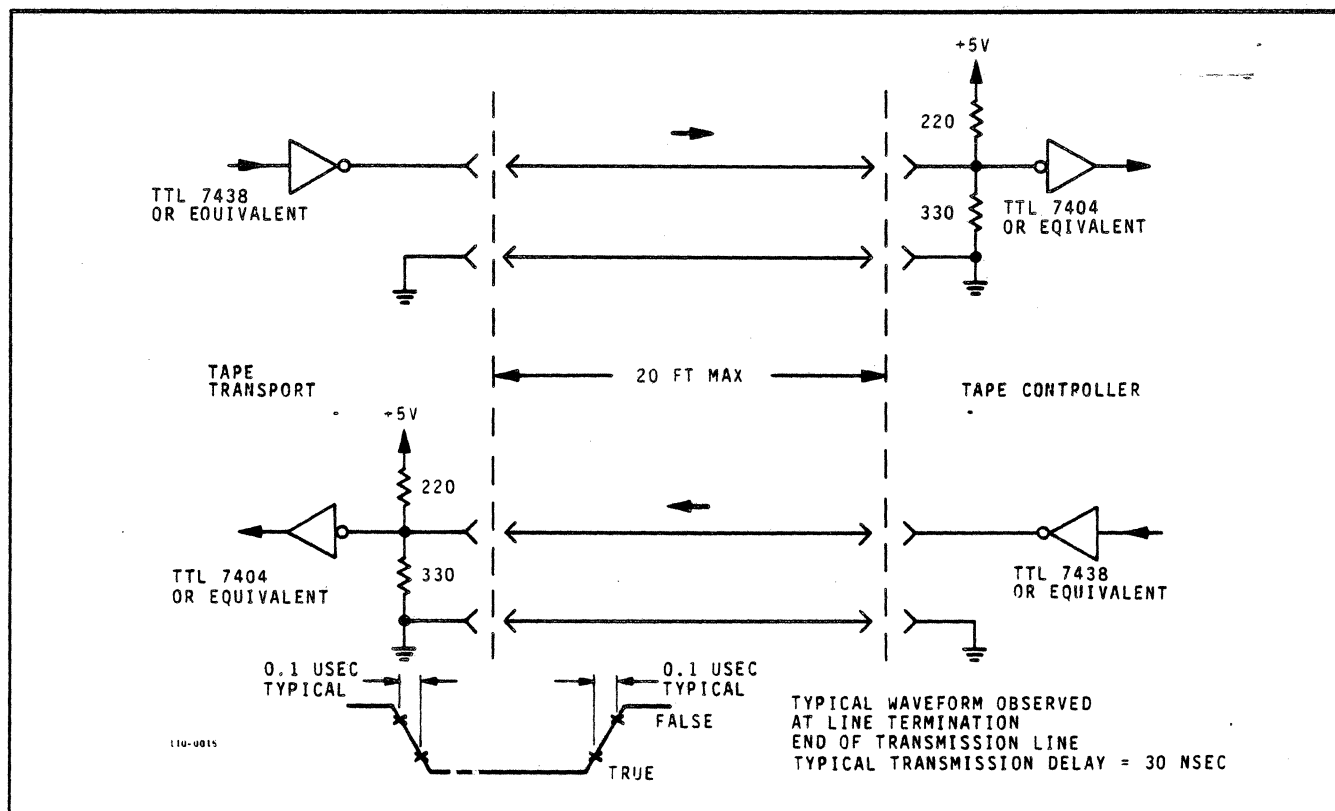 +5V
220
TTL 7438
OR EQUIVALENT
330
TTL 7404
OR EQIVALENT
TAPE
TRANSPORT
20 FT MAX
TAPE CONTROLLER
+5V
220
330
TTL 7404
OR EQUIVALENT
TTL 7438
OR EQUIVALENT
0.1 USEC
TYPICAL
0.1 USEC
TYPICAL
FALSE
TRUE
TYPICAL WAVEFORM OBSERVED
AT LINE TERMINATION
END OF TRANSMISSION LINE
TYPICAL TRANSMISSION DELAY = 30 NSEC